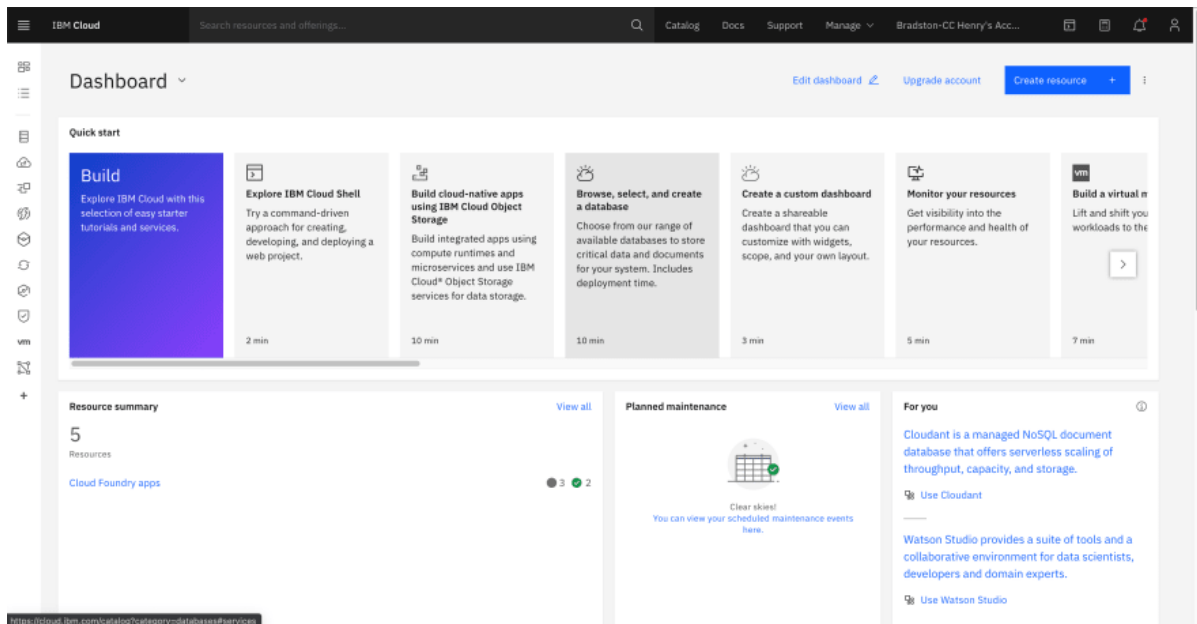 IBM Cloud
Search resources and offerings...
Catalog
Docs
Support
Manage
Bradston-CC Henry's Acc...
Dashboard
Edit dashboard
Upgrade account
Create resource +
Quick start
Build
Explore IBM Cloud with this
selection of easy starter
tutorials and services.
Explore IBM Cloud Shell
Try a command-driven
approach for creating,
developing, and deploying a
web project.
2 min
Build cloud-native apps
using IBM Cloud Object
Storage
Build integrated apps using
compute runtimes and
microservices and use IBM
Cloud® Object Storage
services for data storage.
10 min
Browse, select, and create
a database
Choose from our range of
available databases to store
critical data and documents
for your system. Includes
deployment time.
10 min
Create a custom dashboard
Create a shareable
dashboard that you can
customize with widgets,
scope, and your own layout.
3 min
Monitor your resources
Get visibility into the
performance and health of
your resources.
5 min
vm
Build a virtual m
Lift and shift you
workloads to the
7 min
vm
Resource summary
View all
5
Resources
Cloud Foundry apps
3
2
Planned maintenance
View all
Clear skies!
You can view your scheduled maintenance events
here.
For you
Cloudant is a managed NoSQL document
database that offers serverless scaling of
throughput, capacity, and storage.
Use Cloudant
Watson Studio provides a suite of tools and a
collaborative environment for data scientists,
developers and domain experts.
Use Watson Studio
https://cloud.ibm.com/catalog?category=databases#services